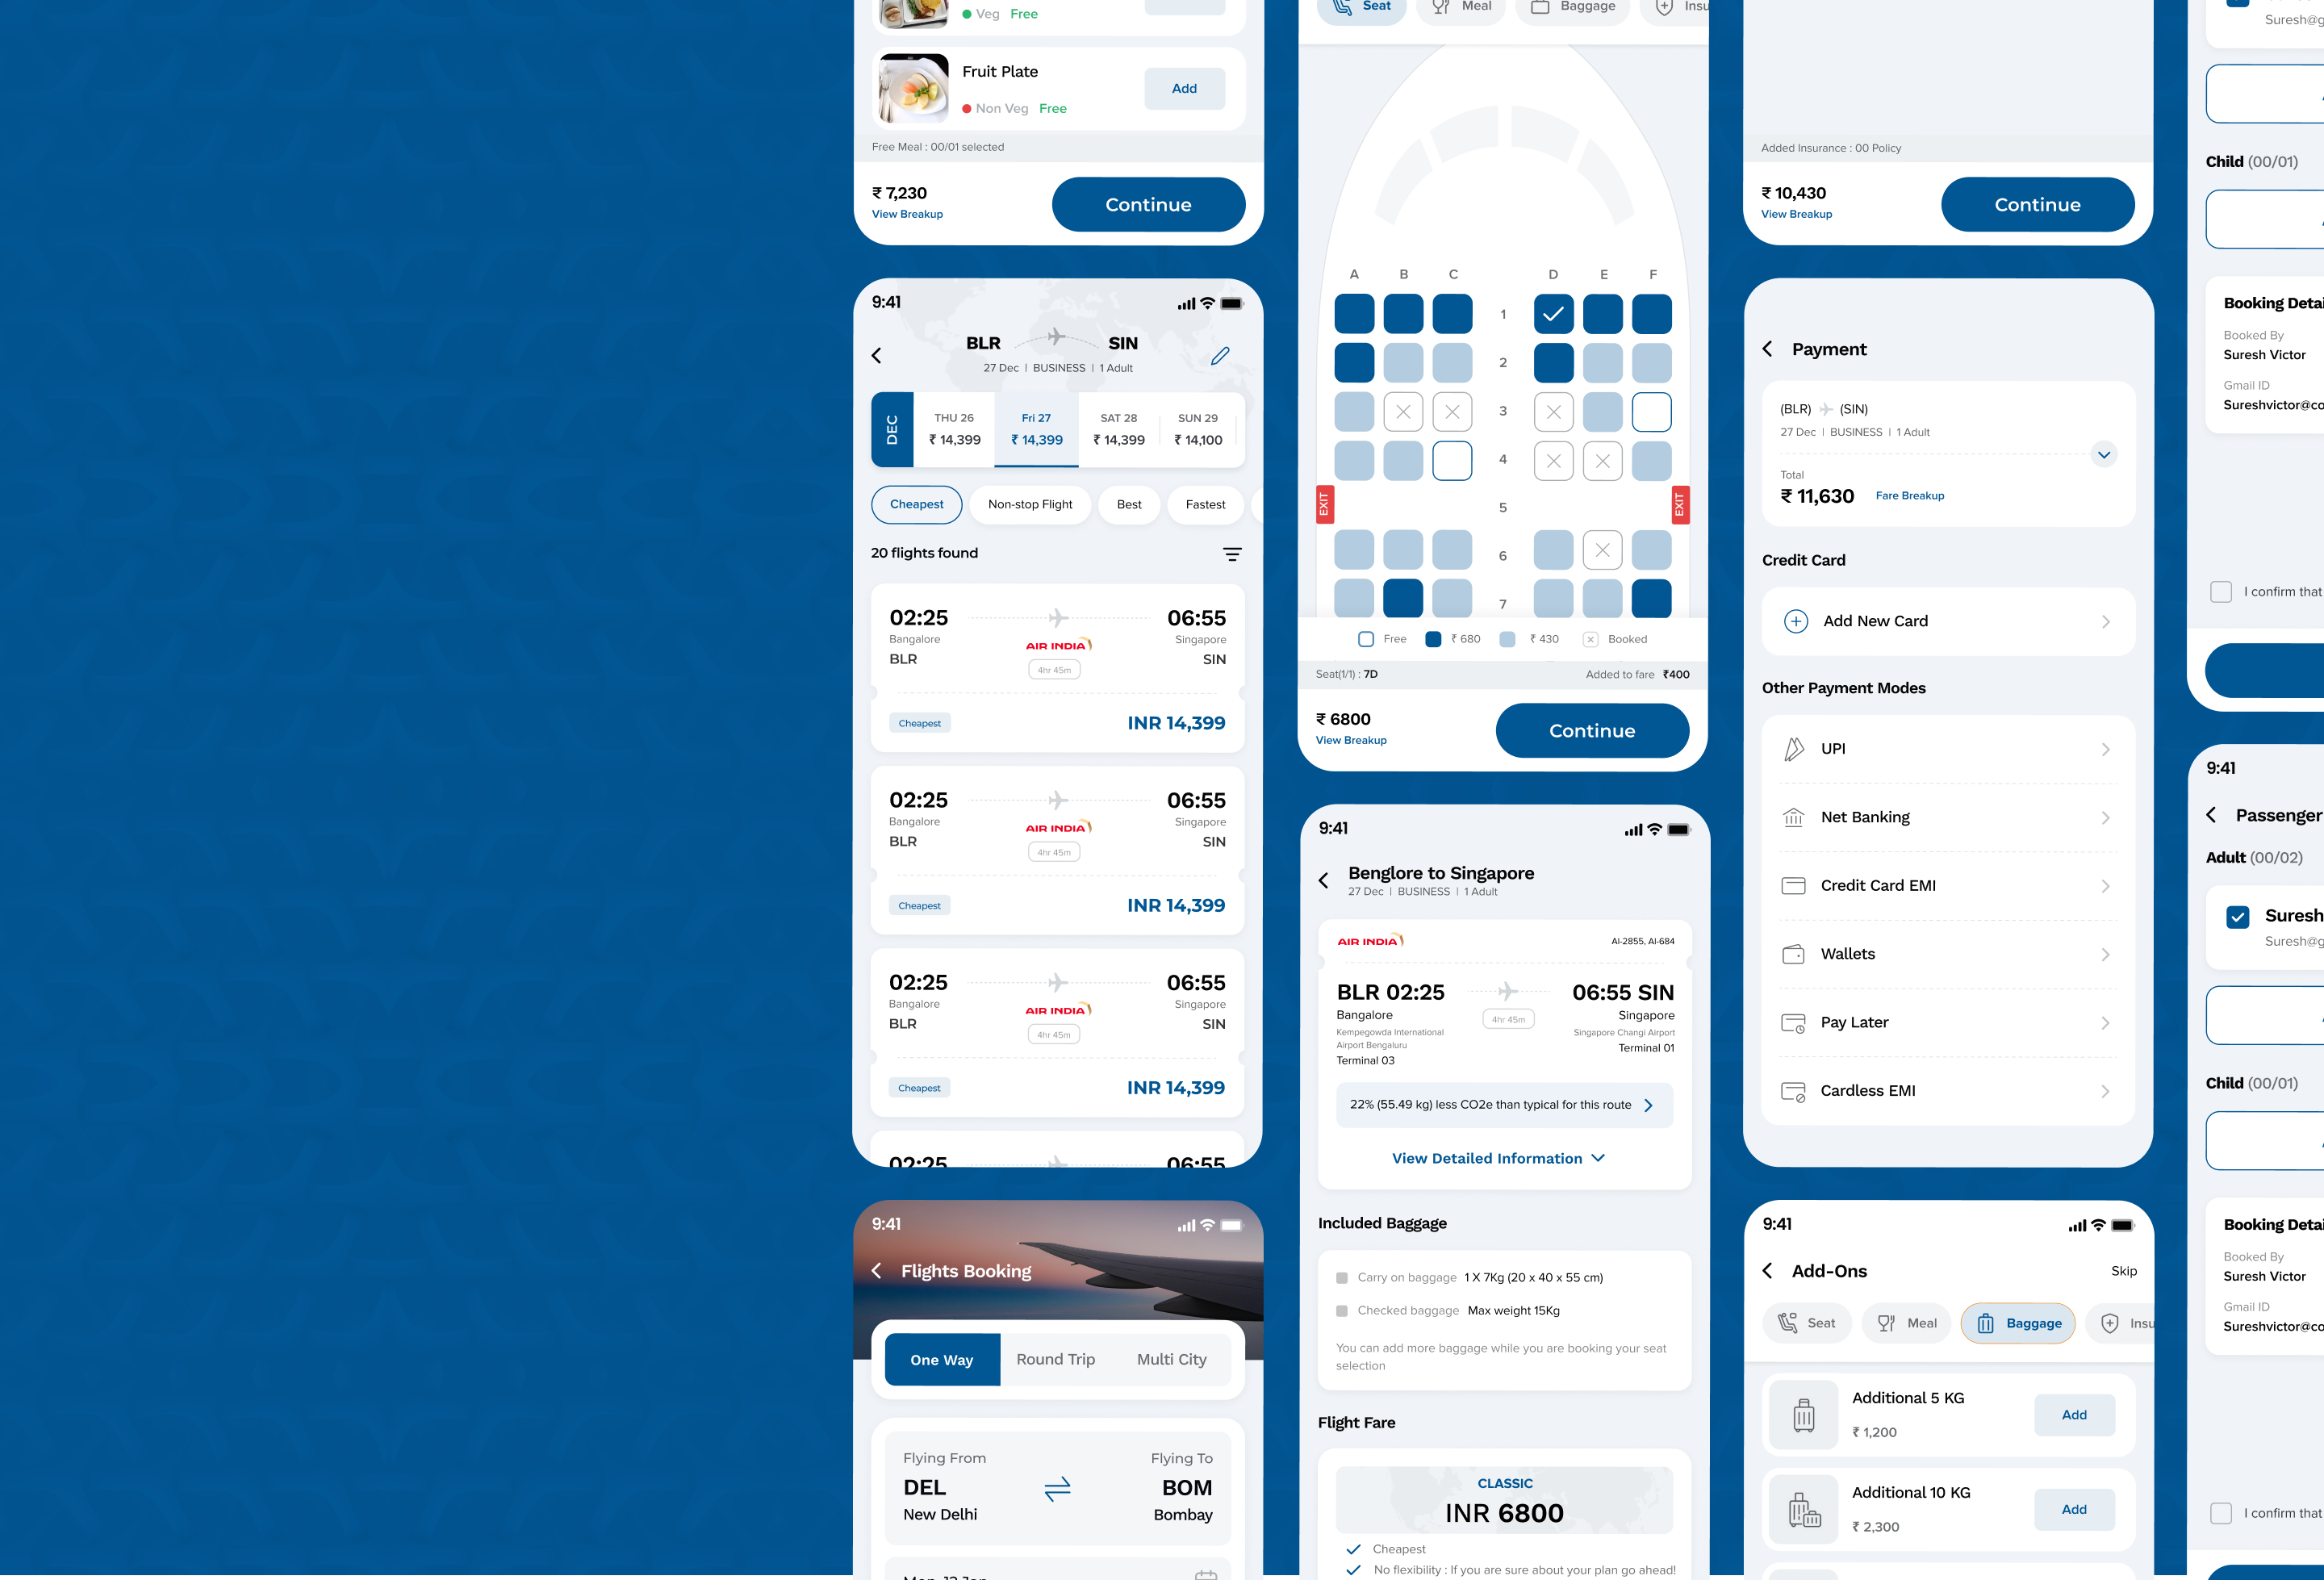 Veg Free
Fruit Plate
Non Veg Free
Add
Free Meal : 00/01 selected
₹ 7,230
View Breakup
Continue
9:41
BLR SIN
27 Dec | BUSINESS | 1 Adult
DEC
THU 26
₹ 14,399
Fri 27
₹ 14,399
SAT 28
₹ 14,399
SUN 29
₹ 14,100
Cheapest
Non-stop Flight
Best
Fastest
20 flights found
02:25 06:55
Bangalore Singapore
AIR INDIA
BLR SIN
4hr 45m
Cheapest INR 14,399
02:25 06:55
Bangalore Singapore
AIR INDIA
BLR SIN
4hr 45m
Cheapest INR 14,399
02:25 06:55
Bangalore Singapore
AIR INDIA
BLR SIN
4hr 45m
Cheapest INR 14,399
02:25 06:55
9:41
Flights Booking
One Way Round Trip Multi City
Flying From Flying To
DEL BOM
New Delhi Bombay
Seat Meal Baggage Insu
A B C D E F
1
2
3
4
EXIT 5 EXIT
6
7
Free ₹ 680 ₹ 430 Booked
Seat(1/1) : 7D Added to fare ₹400
₹ 6800
View Breakup
Continue
9:41
Benglore to Singapore
27 Dec | BUSINESS | 1 Adult
AIR INDIA AI-2855, AI-684
BLR 02:25 06:55 SIN
Bangalore 4hr 45m Singapore
Kempegowda International
Airport Bengaluru
Terminal 03
Singapore Changi Airport
Terminal 01
22% (55.49 kg) less CO2e than typical for this route
View Detailed Information
Included Baggage
Carry on baggage 1 X 7Kg (20 x 40 x 55 cm)
Checked baggage Max weight 15Kg
You can add more baggage while you are booking your seat
selection
Flight Fare
CLASSIC
INR 6800
Cheapest
No flexibility : If you are sure about your plan go ahead!
Added Insurance : 00 Policy
₹ 10,430
View Breakup
Continue
Payment
(BLR) (SIN)
27 Dec | BUSINESS | 1 Adult
Total
₹ 11,630 Fare Breakup
Credit Card
Add New Card
Other Payment Modes
UPI
Net Banking
Credit Card EMI
Wallets
Pay Later
Cardless EMI
9:41
Add-Ons Skip
Seat Meal Baggage Insu
Additional 5 KG
₹ 1,200
Add
Additional 10 KG
₹ 2,300
Add
Suresh@g
Child (00/01)
Booking Detai
Booked By
Suresh Victor
Gmail ID
Sureshvictor@co
I confirm that
9:41
Passenger
Adult (00/02)
Suresh
Suresh@g
Child (00/01)
Booking Detai
Booked By
Suresh Victor
Gmail ID
Sureshvictor@co
I confirm that